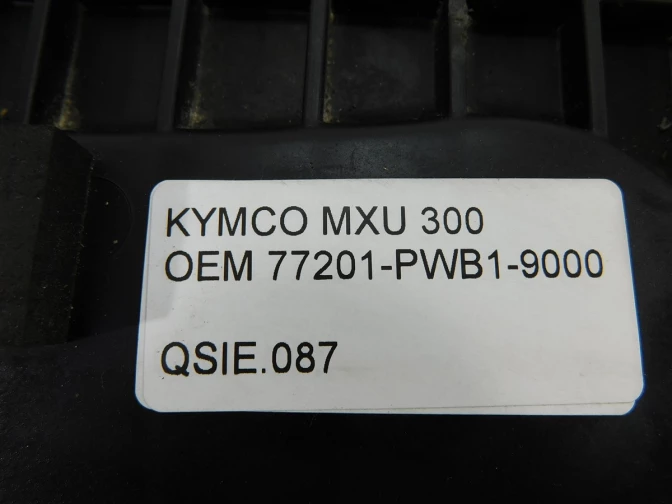 KYMCO MXU 300
OEM 77201-PWB1-9000
QSIE.087